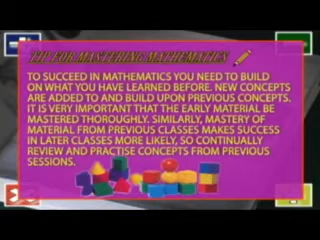 TIP FOR MASTERING MATHEMATICS
TO SUCCEED IN MATHEMATICS YOU NEED TO BUILD
ON WHAT YOU HAVE LEARNED BEFORE. NEW CONCEPTS
ARE ADDED TO AND BUILD UPON PREVIOUS CONCEPTS.
IT IS VERY IMPORTANT THAT THE EARLY MATERIAL BE
MASTERED THOROUGHLY. SIMILARLY, MASTERY OF
MATERIAL FROM PREVIOUS CLASSES MAKES SUCCESS
IN LATER CLASSES MORE LIKELY, SO CONTINUALLY
REVIEW AND PRACTISE CONCEPTS FROM PREVIOUS
SESSIONS.